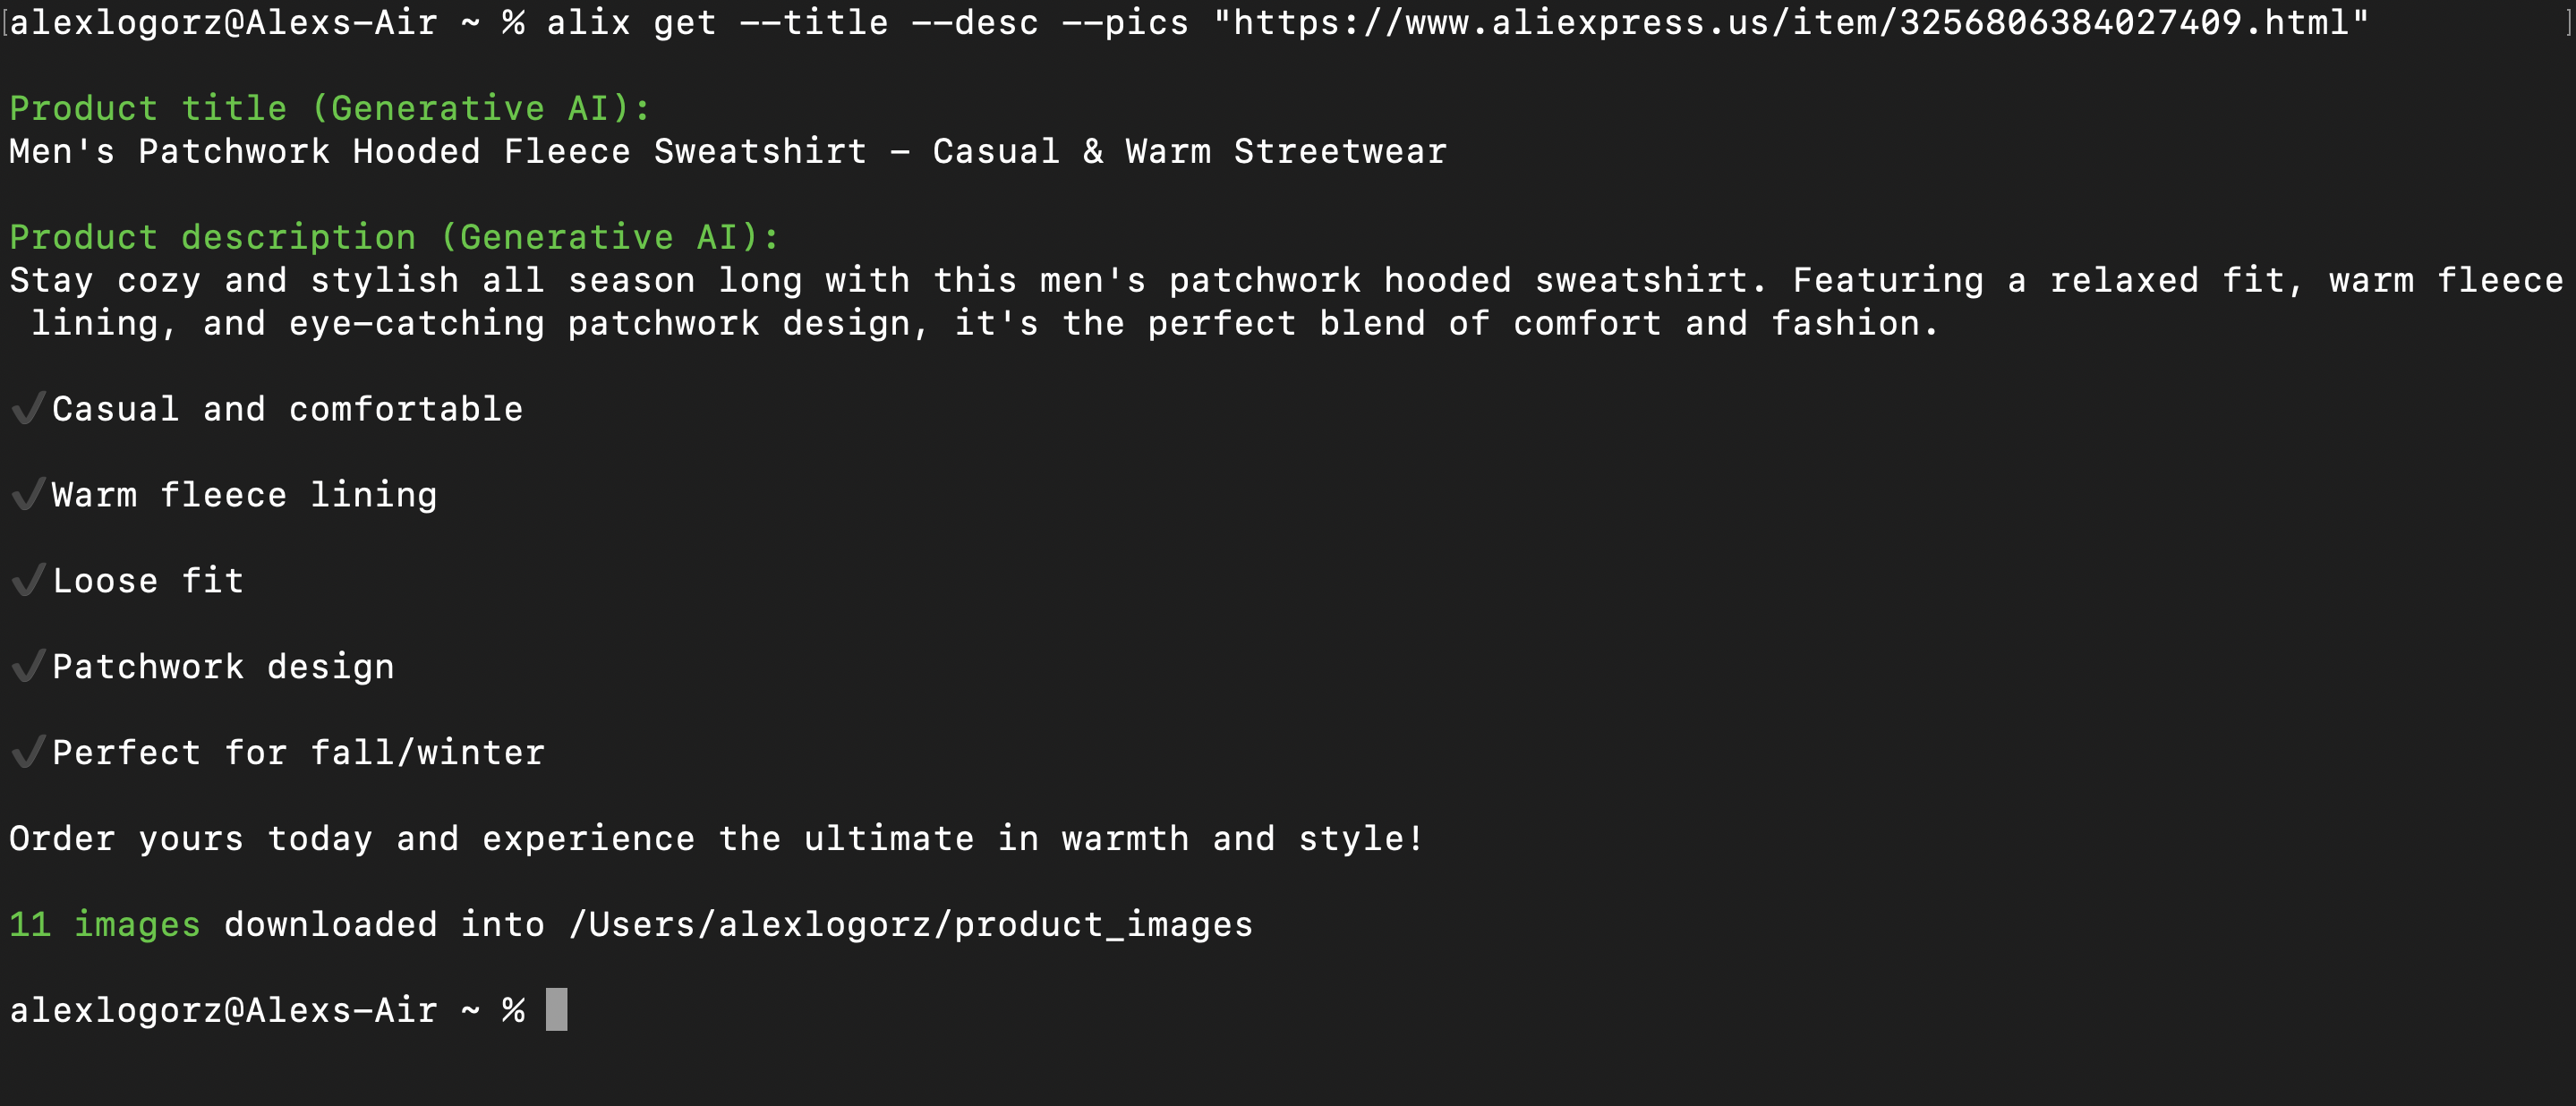 alexlogorz@Alexs-Air ~ % alix get --title --desc --pics "https://www.aliexpress.us/item/3256806384027409.html"
Product title (Generative AI):
Men's Patchwork Hooded Fleece Sweatshirt – Casual & Warm Streetwear
Product description (Generative AI):
Stay cozy and stylish all season long with this men's patchwork hooded sweatshirt. Featuring a relaxed fit, warm fleece
lining, and eye-catching patchwork design, it's the perfect blend of comfort and fashion.
✔Casual and comfortable
✔Warm fleece lining
✔Loose fit
✔Patchwork design
✔Perfect for fall/winter
Order yours today and experience the ultimate in warmth and style!
11 images downloaded into /Users/alexlogorz/product_images
alexlogorz@Alexs-Air ~ %